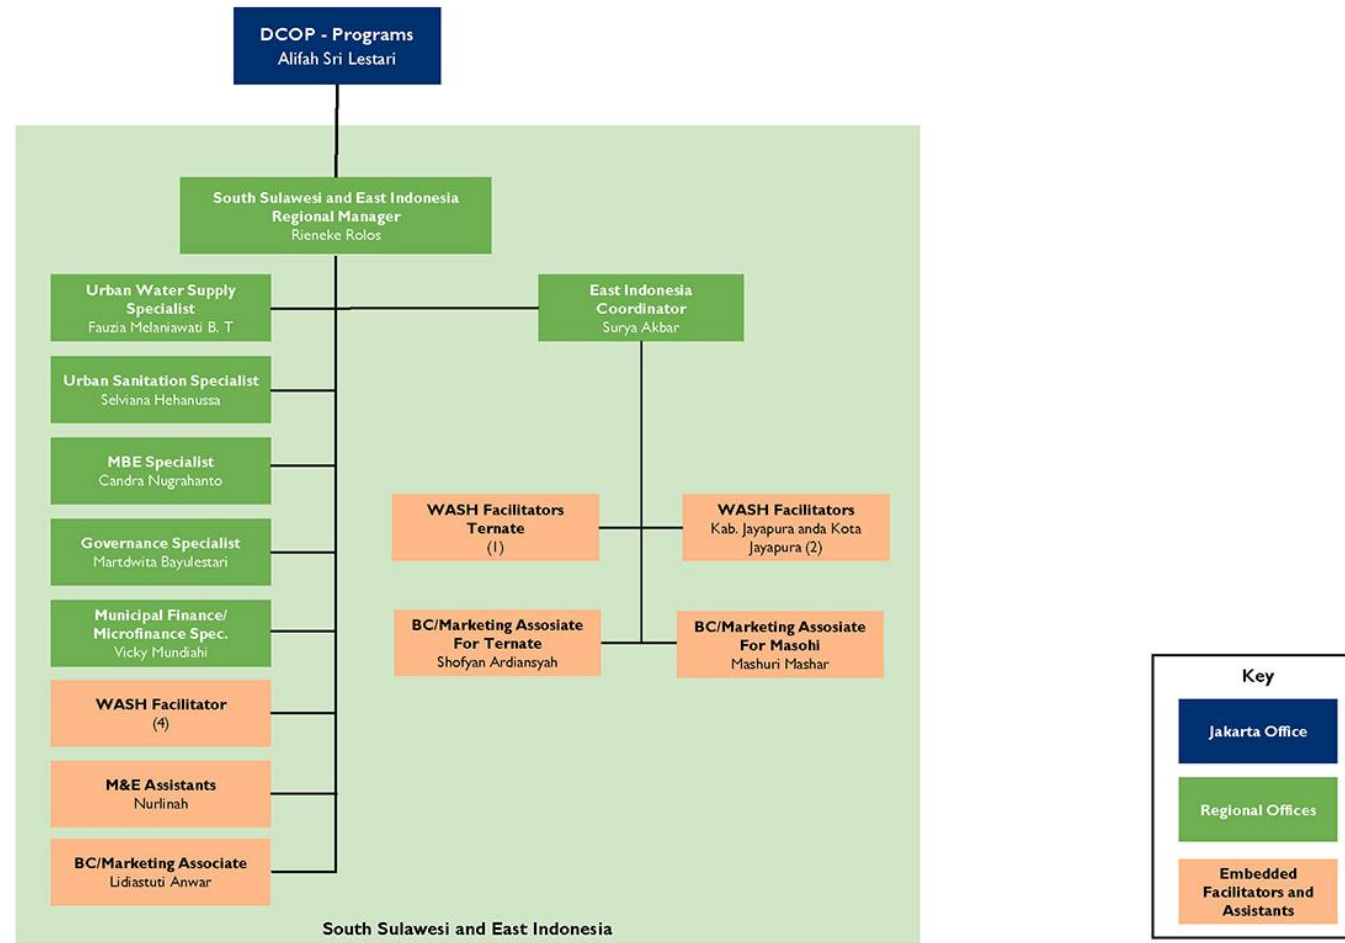 DCOP - Programs
Alifah Sri Lestari
South Sulawesi and East Indonesia
Regional Manager
Rieneke Rolos
Urban Water Supply
Specialist
Fauzia Melaniawati B. T
East Indonesia
Coordinator
Surya Akbar
Urban Sanitation Specialist
Selviana Hehanussa
MBE Specialist
Candra Nugrahanto
Governance Specialist
Martdwita Bayulestari
Municipal Finance/
Microfinance Spec.
Vicky Mundiahi
WASH Facilitator
(4)
M&E Assistants
Nurlinah
BC/Marketing Associate
Lidiastuti Anwar
WASH Facilitators
Ternate
(1)
WASH Facilitators
Kab. Jayapura anda Kota
Jayapura (2)
BC/Marketing Assosiate
For Ternate
Shofyan Ardiansyah
BC/Marketing Assosiate
For Masohi
Mashuri Mashar
South Sulawesi and East Indonesia
Key
Jakarta Office
Regional Offices
Embedded
Facilitators and
Assistants